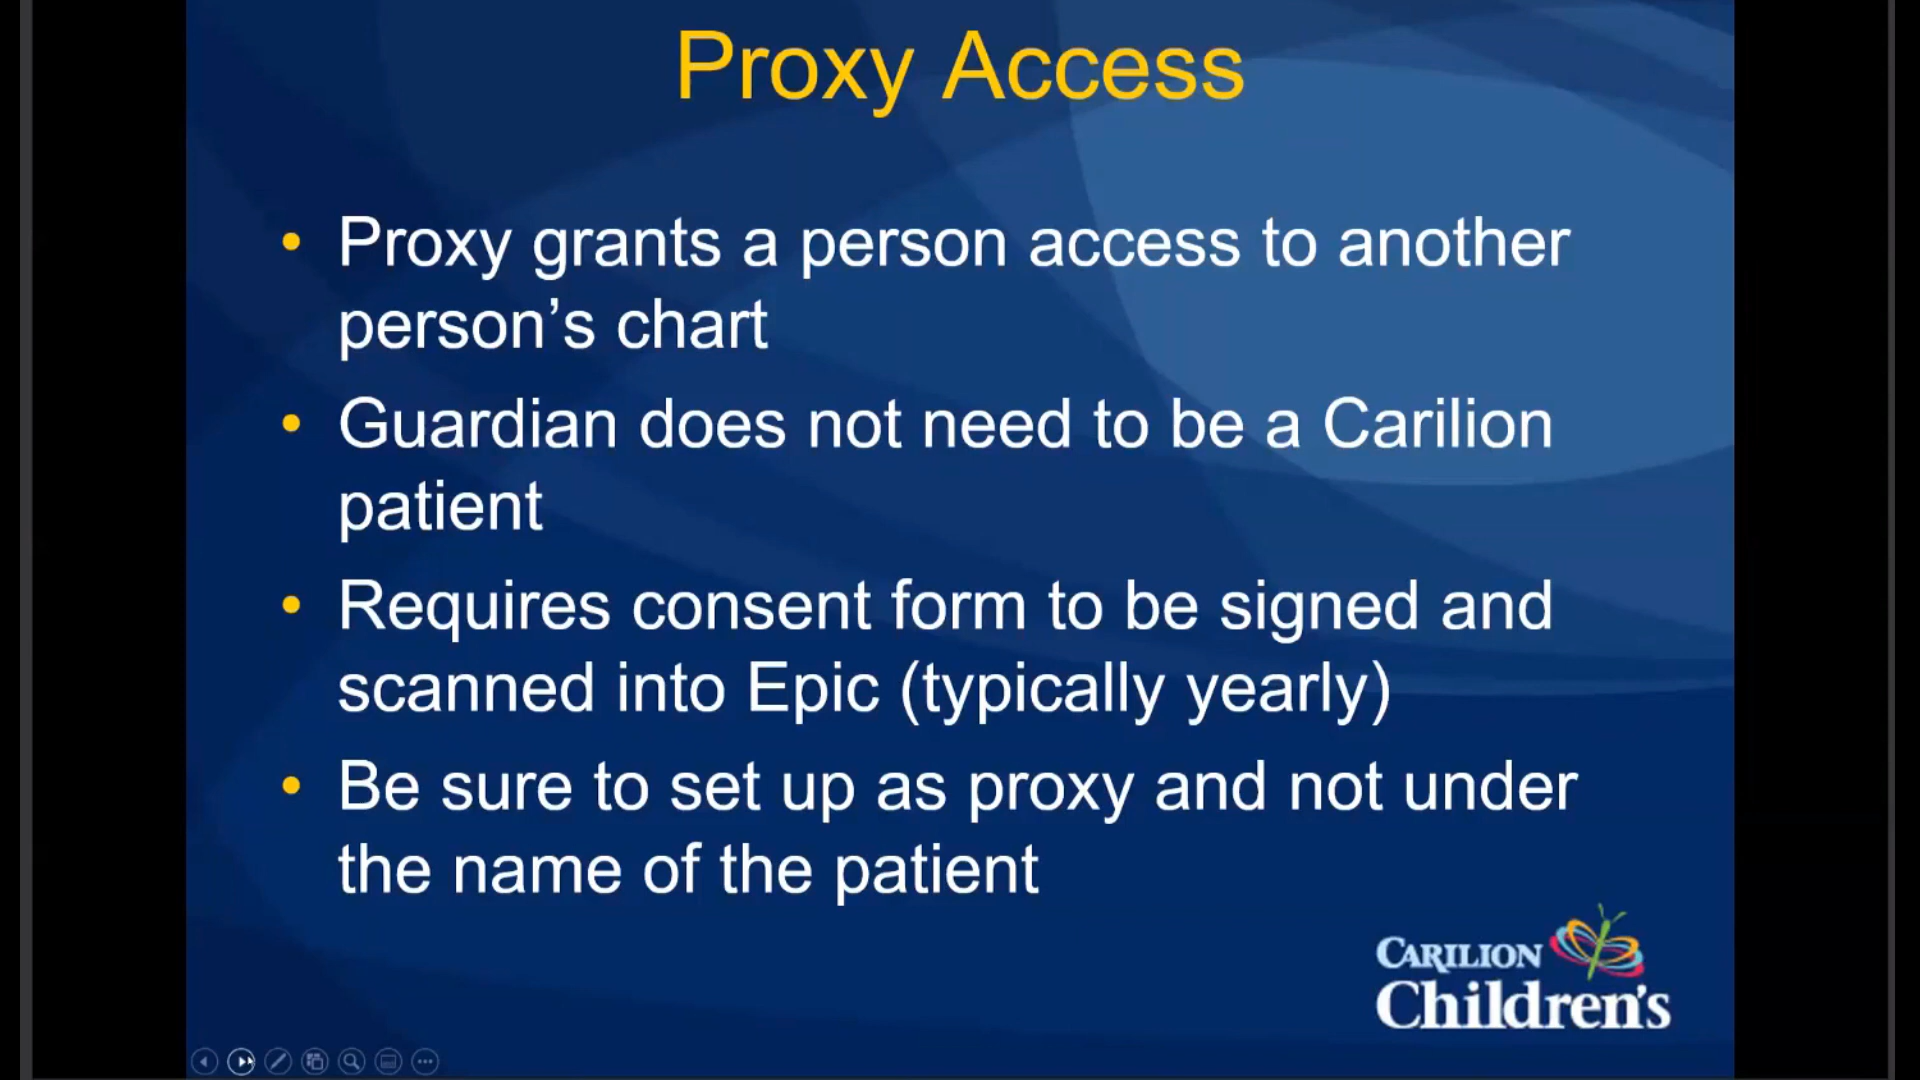 Proxy Access
• Proxy grants a person access to another
person’s chart
• Guardian does not need to be a Carilion
patient
• Requires consent form to be signed and
scanned into Epic (typically yearly)
• Be sure to set up as proxy and not under
the name of the patient
CARILION
Children's